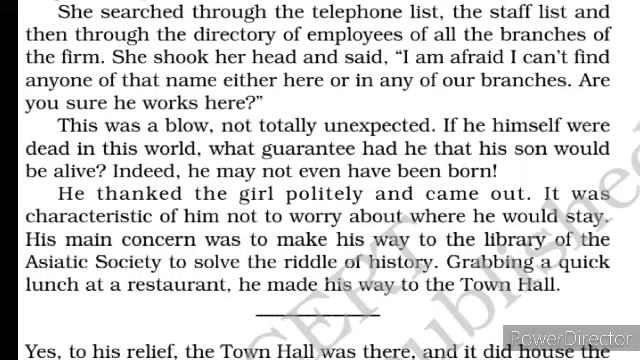 She searched through the telephone list, the staff list and
then through the directory of employees of all the branches of
the firm. She shook her head and said, “I am afraid I can’t find
anyone of that name either here or in any of our branches. Are
you sure he works here?”
This was a blow, not totally unexpected. If he himself were
dead in this world, what guarantee had he that his son would
be alive? Indeed, he may not even have been born!
He thanked the girl politely and came out. It was
characteristic of him not to worry about where he would stay.
His main concern was to make his way to the library of the
Asiatic Society to solve the riddle of history. Grabbing a quick
lunch at a restaurant, he made his way to the Town Hall.
Yes, to his relief, the Town Hall was there, and it did house the
PowerDirector